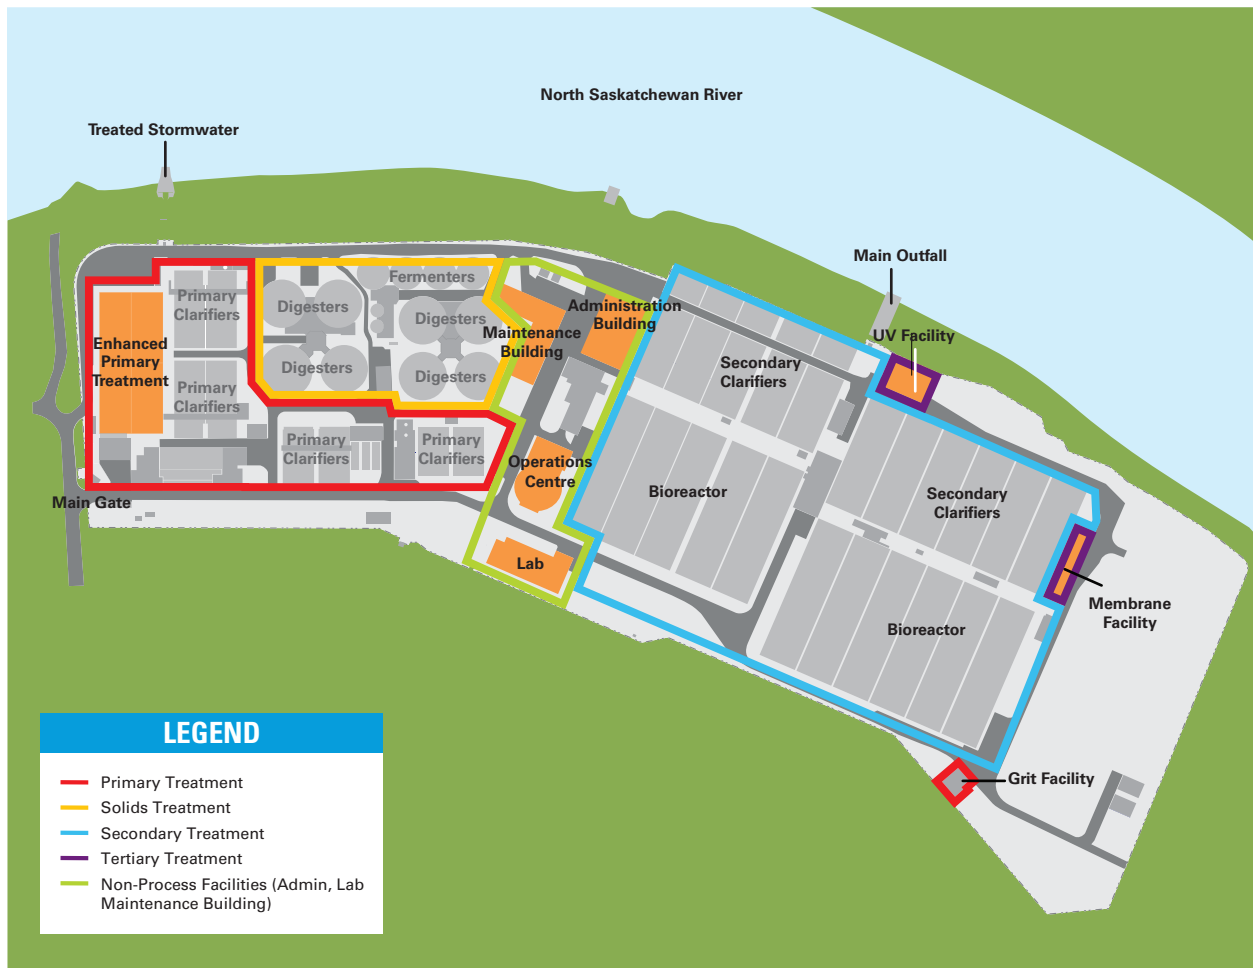 North Saskatchewan River
Treated Stormwater
Main Outfall
Fermenters
Primary
Clarifiers
Digesters
Digesters
Administration
Building
Maintenance
Building
UV Facility
Enhanced
Primary
Treatment
Primary
Clarifiers
Digesters
Digesters
Secondary
Clarifiers
Primary
Clarifiers
Primary
Clarifiers
Operations
Centre
Bioreactor
Secondary
Clarifiers
Main Gate
Lab
Membrane
Facility
Bioreactor
Grit Facility
LEGEND
Primary Treatment
Solids Treatment
Secondary Treatment
Tertiary Treatment
Non-Process Facilities (Admin, Lab
Maintenance Building)